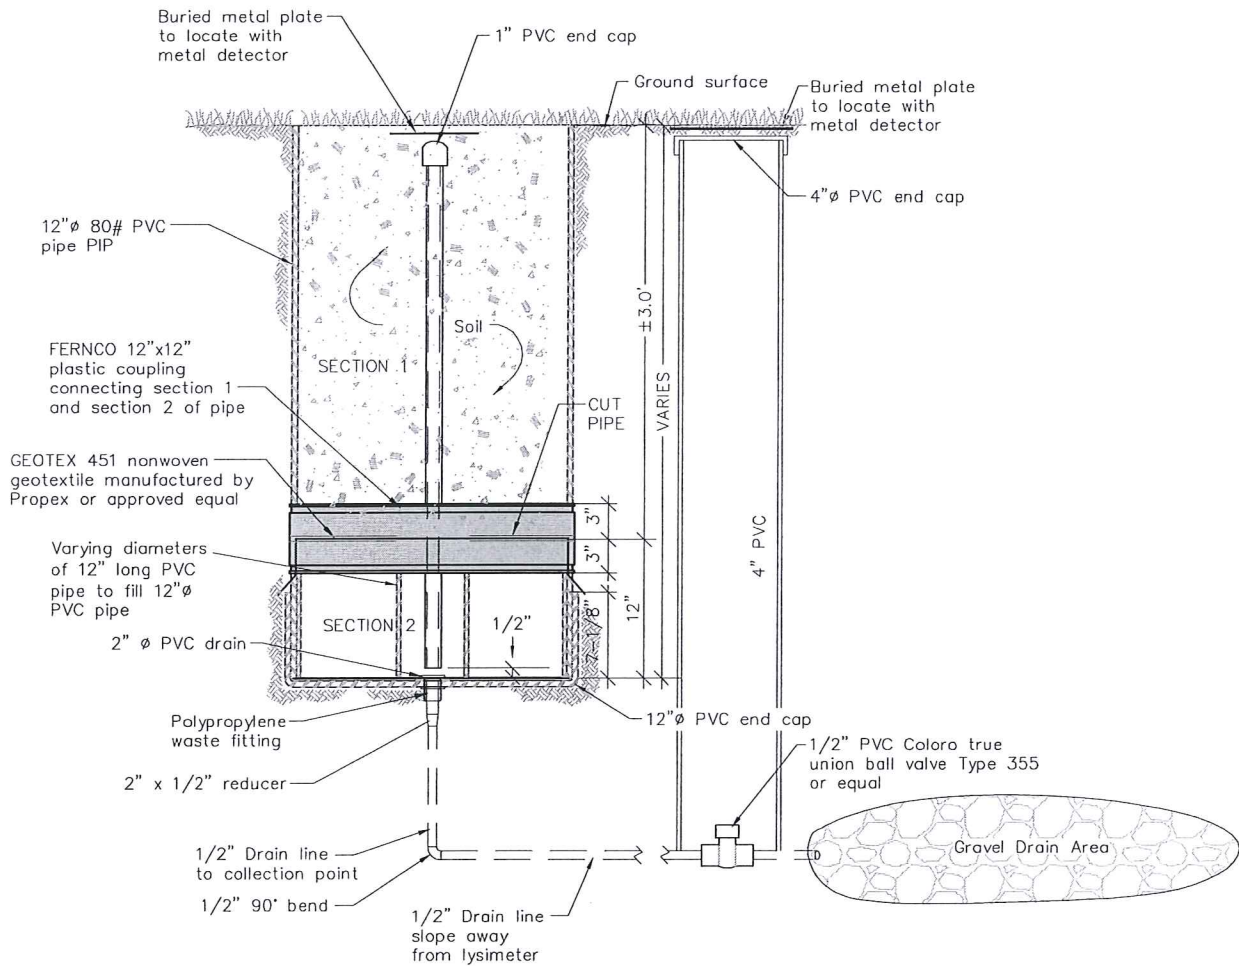 Buried metal plate
to locate with
metal detector
1" PVC end cap
Ground surface
Buried metal plate
to locate with
metal detector
4"ø PVC end cap
12"ø 80# PVC
pipe PIP
±3.0'
Soil
SECTION 1
FERNCO 12"x12"
plastic coupling
connecting section 1
and section 2 of pipe
CUT
PIPE
VARIES
GEOTEX 451 nonwoven
geotextile manufactured by
Propex or approved equal
3"
3"
4" PVC
Varying diameters
of 12" long PVC
pipe to fill 12"ø
PVC pipe
SECTION 2
1/2"
7 1/8"
12"
2" ø PVC drain
12"ø PVC end cap
Polypropylene
waste fitting
1/2" PVC Coloro true
union ball valve Type 355
or equal
2" x 1/2" reducer
1/2" Drain line
to collection point
Gravel Drain Area
1/2" 90° bend
1/2" Drain line
slope away
from lysimeter